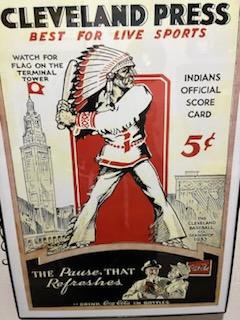 CLEVELAND PRESS
BEST FOR LIVE SPORTS
WATCH FOR
FLAG ON THE
TERMINAL
TOWER
INDIANS
OFFICIAL
SCORE
CARD
5¢
THE
CLEVELAND
BASEBALL
CO.
THE Pause THAT
Refreshes
DRINK Coca-Cola IN BOTTLES